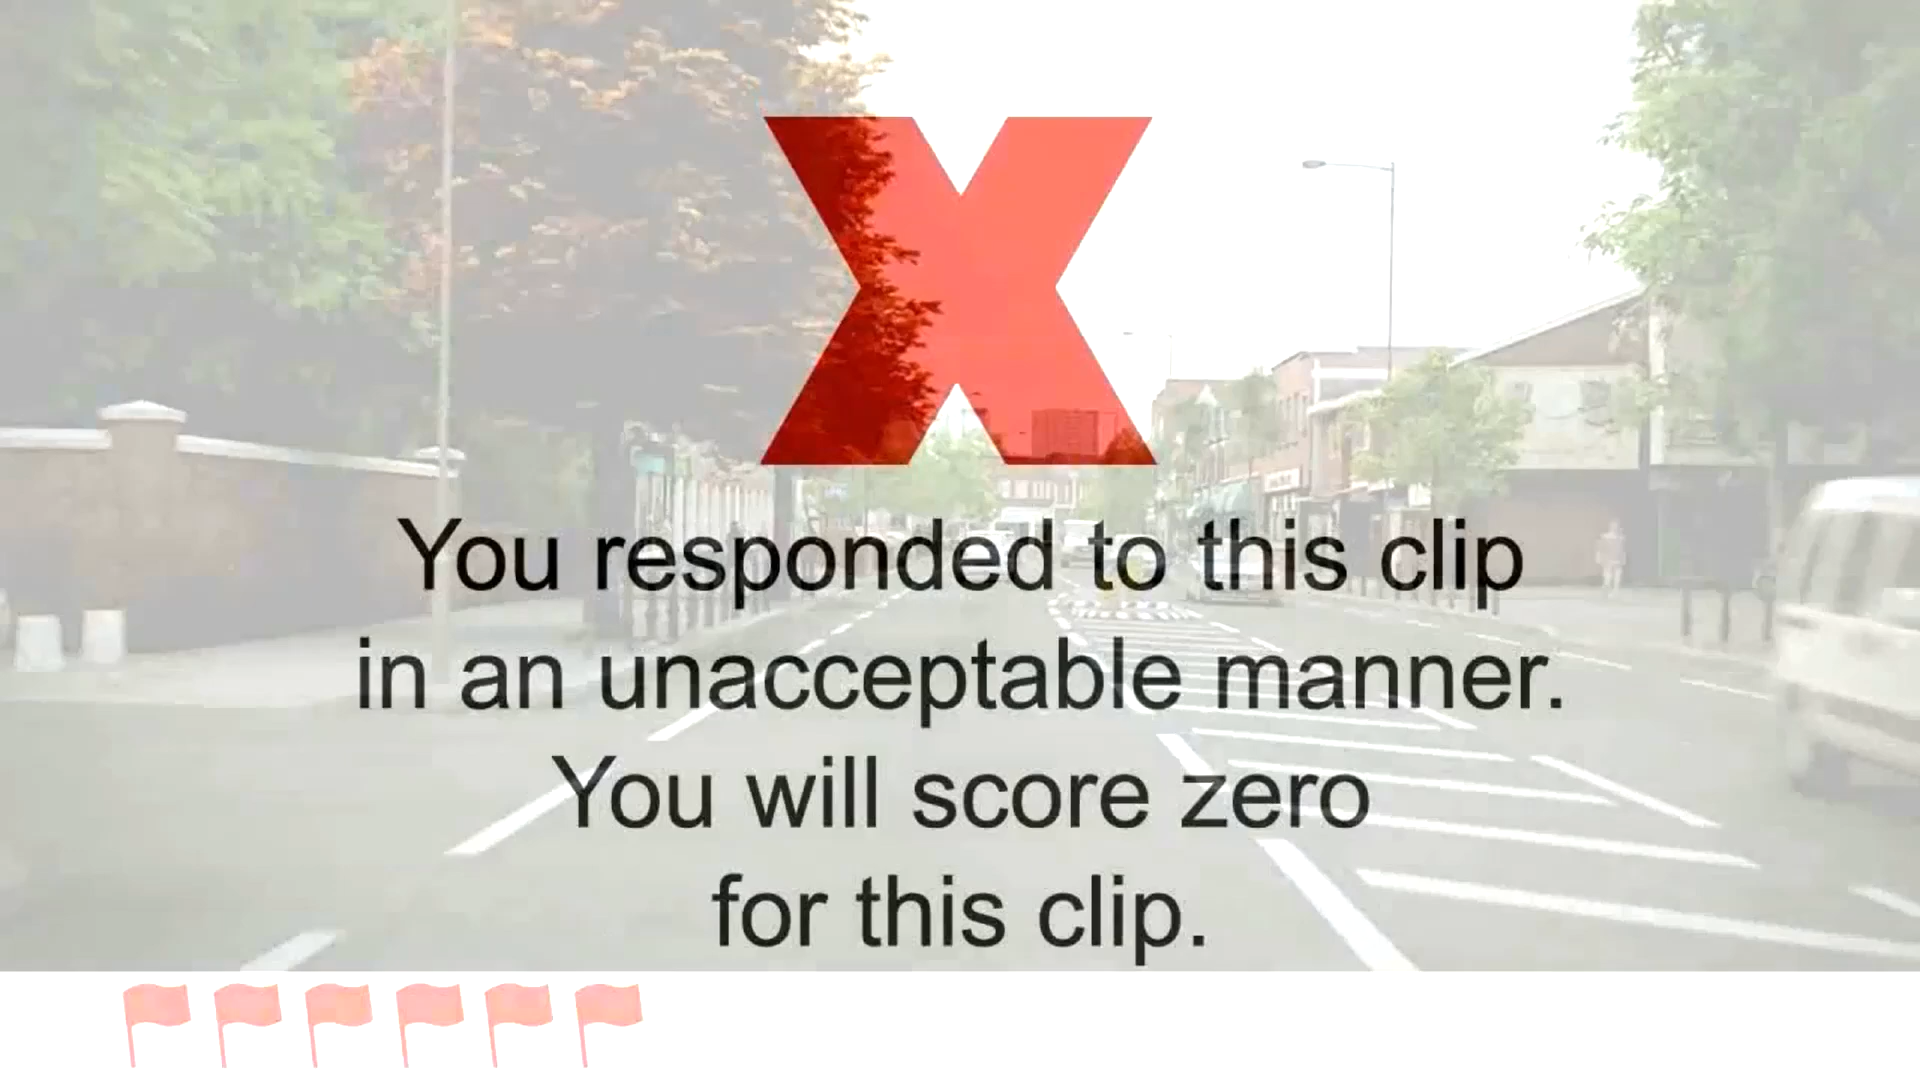 You responded to this clip
in an unacceptable manner.
You will score zero
for this clip.